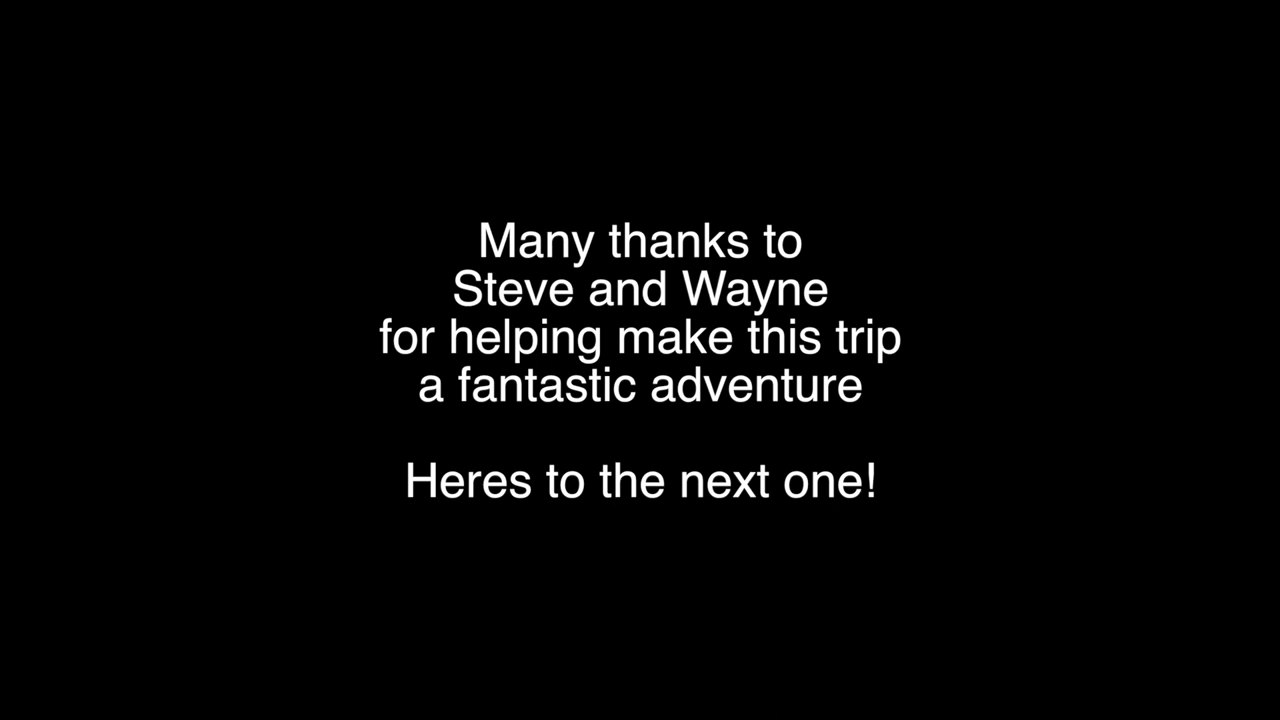 Many thanks to
Steve and Wayne
for helping make this trip
a fantastic adventure
Heres to the next one!